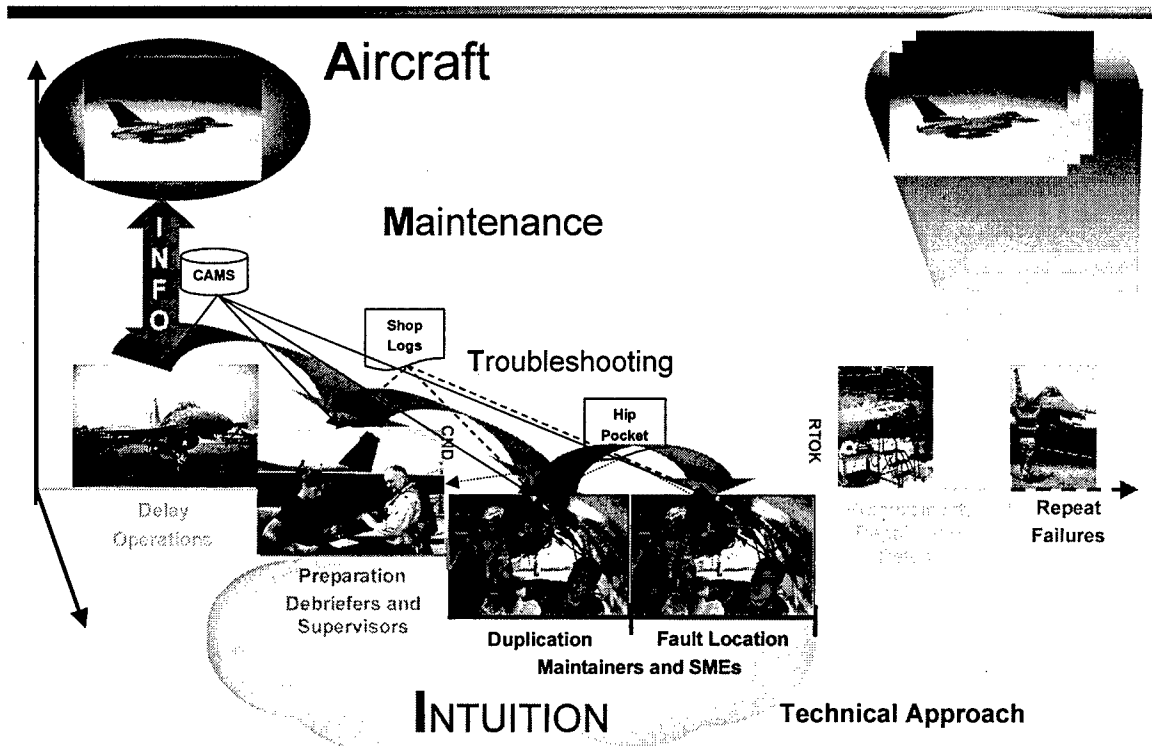 Aircraft
INFO
Maintenance
CAMS
Shop
Logs
Troubleshooting
Hip
Pocket
CND
RTOK
Delay
Operations
Preparation
Debriefers and
Supervisors
Duplication
Fault Location
Maintainers and SMEs
Repeat
Failures
INTUITION
Technical Approach